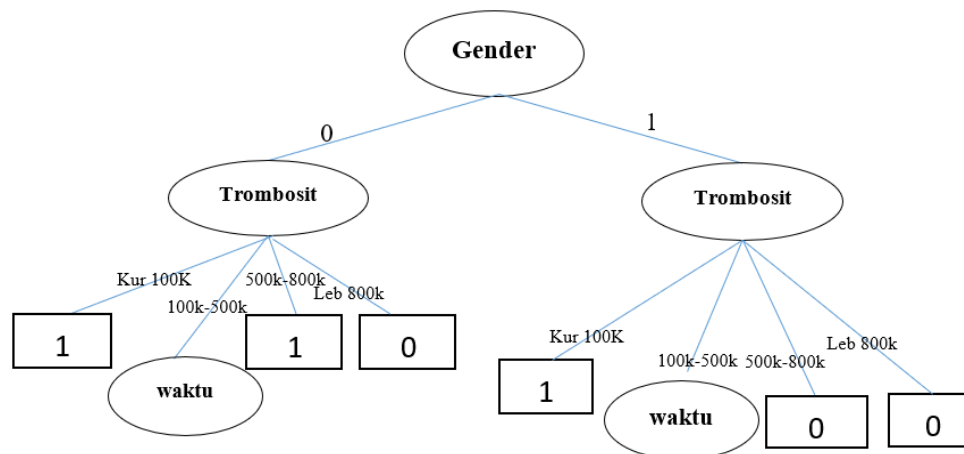 Gender
0
1
Trombosit
Trombosit
Kur 100K
100k-500k
500k-800k
Leb 800k
1
waktu
1
0
Kur 100K
100k-500k
500k-800k
Leb 800k
1
waktu
0
0